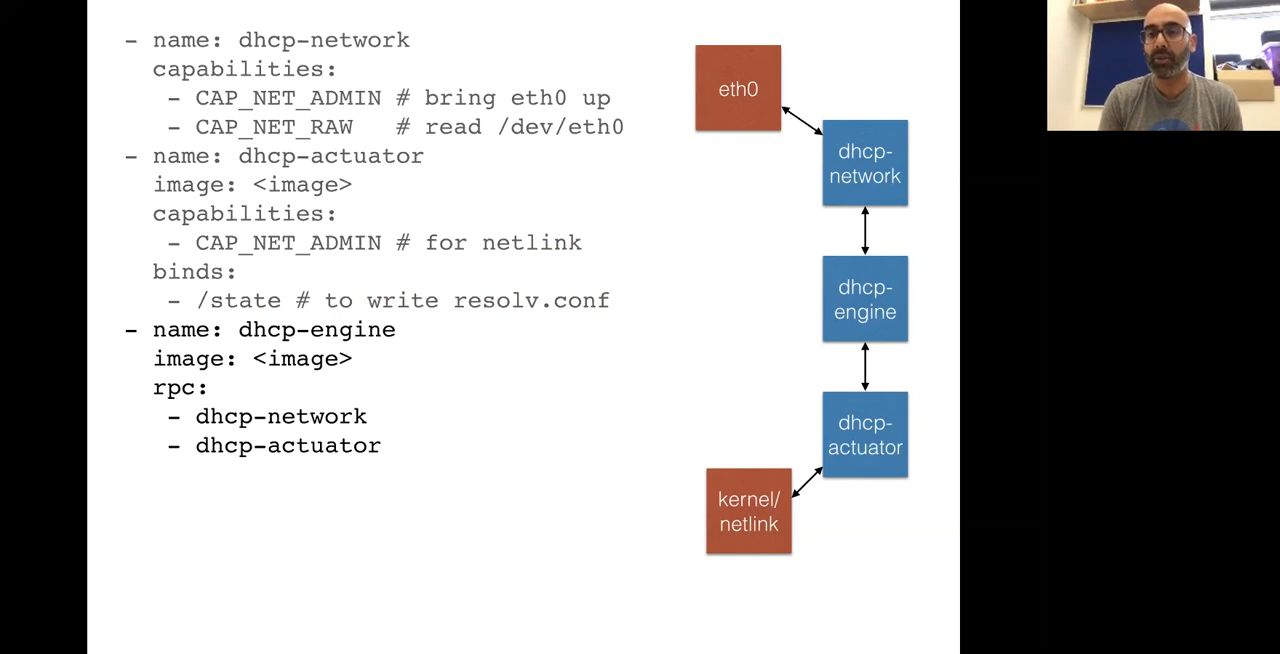 - name: dhcp-network
capabilities:
- CAP_NET_ADMIN # bring eth0 up
- CAP_NET_RAW # read /dev/eth0
- name: dhcp-actuator
image: <image>
capabilities:
- CAP_NET_ADMIN # for netlink
binds:
- /state # to write resolv.conf
- name: dhcp-engine
image: <image>
rpc:
- dhcp-network
- dhcp-actuator
eth0
dhcp-
network
dhcp-
engine
dhcp-
actuator
kernel/
netlink